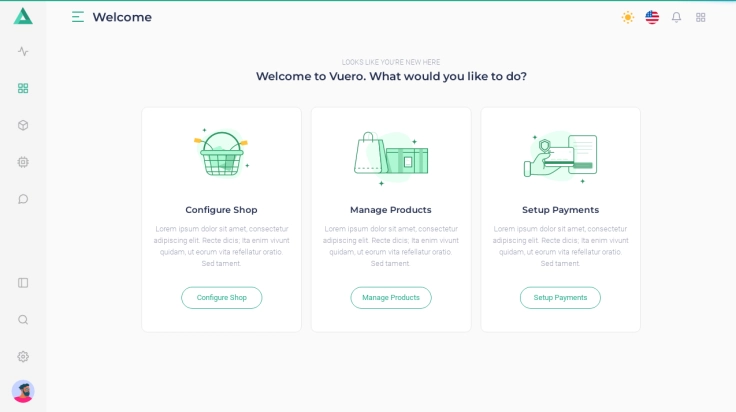 Welcome
LOOKS LIKE YOU'RE NEW HERE
Welcome to Vuero. What would you like to do?
Configure Shop
Lorem ipsum dolor sit amet, consectetur
adipiscing elit. Recte dicis; Ita enim vivunt
quidam, ut eorum vita refellatur oratio.
Sed tament.
Configure Shop
Manage Products
Lorem ipsum dolor sit amet, consectetur
adipiscing elit. Recte dicis; Ita enim vivunt
quidam, ut eorum vita refellatur oratio.
Sed tament.
Manage Products
Setup Payments
Lorem ipsum dolor sit amet, consectetur
adipiscing elit. Recte dicis; Ita enim vivunt
quidam, ut eorum vita refellatur oratio.
Sed tament.
Setup Payments